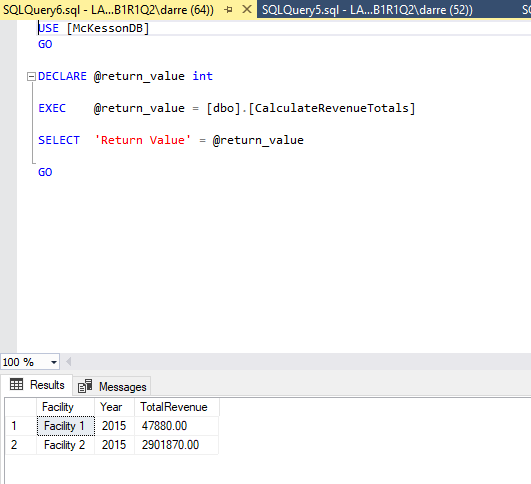 SQLQuery6.sql - LA...B1R1Q2\darre (64)) SQLQuery5.sql - LA...B1R1Q2\darre (52)) SQ
USE [McKessonDB]
GO
DECLARE @return_value int
EXEC @return_value = [dbo].[CalculateRevenueTotals]
SELECT 'Return Value' = @return_value
GO
100 %
Results Messages
Facility Year TotalRevenue
1 Facility 1 2015 47880.00
2 Facility 2 2015 2901870.00